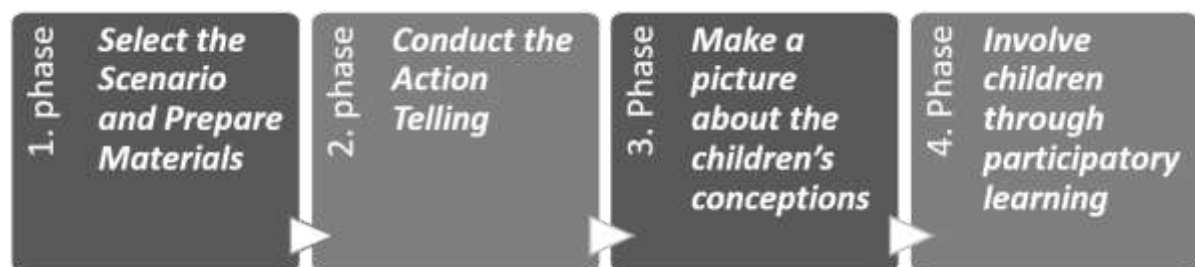 1. phase
Select the
Scenario
and Prepare
Materials
2. phase
Conduct the
Action
Telling
3. Phase
Make a
picture
about the
children’s
conceptions
4. Phase
Involve
children
through
participatory
learning